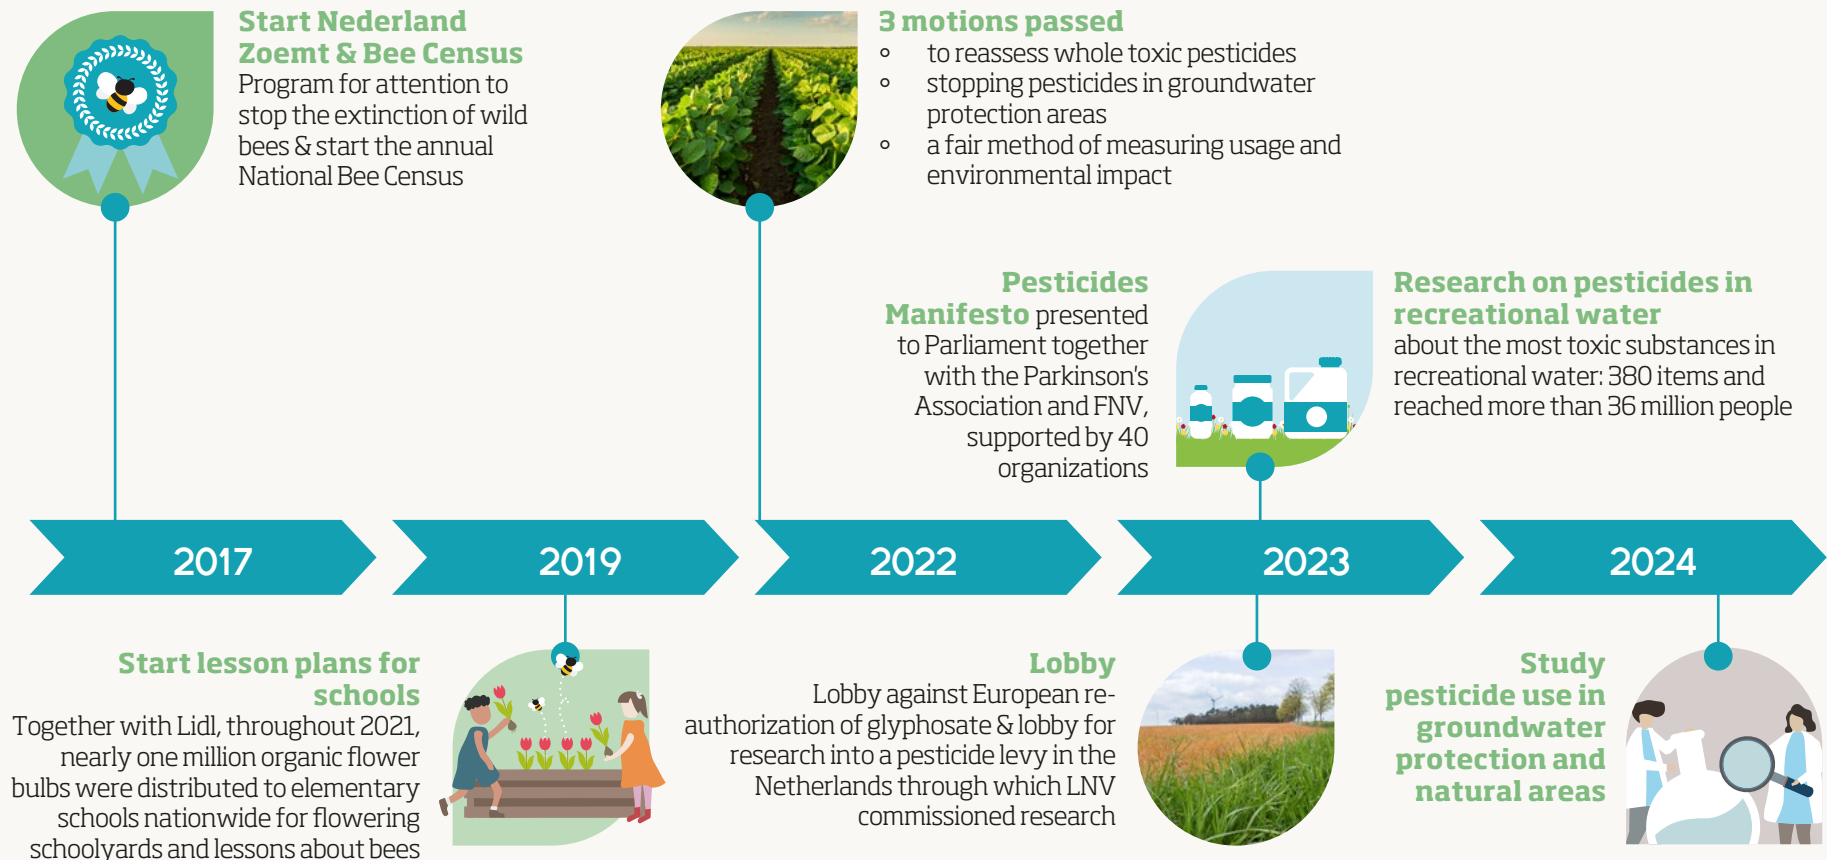 Start Nederland
Zoemt & Bee Census
Program for attention to
stop the extinction of wild
bees & start the annual
National Bee Census
3 motions passed
to reassess whole toxic pesticides
stopping pesticides in groundwater
protection areas
a fair method of measuring usage and
environmental impact
Pesticides
Manifesto presented
to Parliament together
with the Parkinson's
Association and FNV,
supported by 40
organizations
Research on pesticides in
recreational water
about the most toxic substances in
recreational water: 380 items and
reached more than 36 million people
2017
2019
2022
2023
2024
Start lesson plans for
schools
Together with Lidl, throughout 2021,
nearly one million organic flower
bulbs were distributed to elementary
schools nationwide for flowering
schoolyards and lessons about bees
Lobby
Lobby against European re-
authorization of glyphosate & lobby for
research into a pesticide levy in the
Netherlands through which LNV
commissioned research
Study
pesticide use in
groundwater
protection and
natural areas